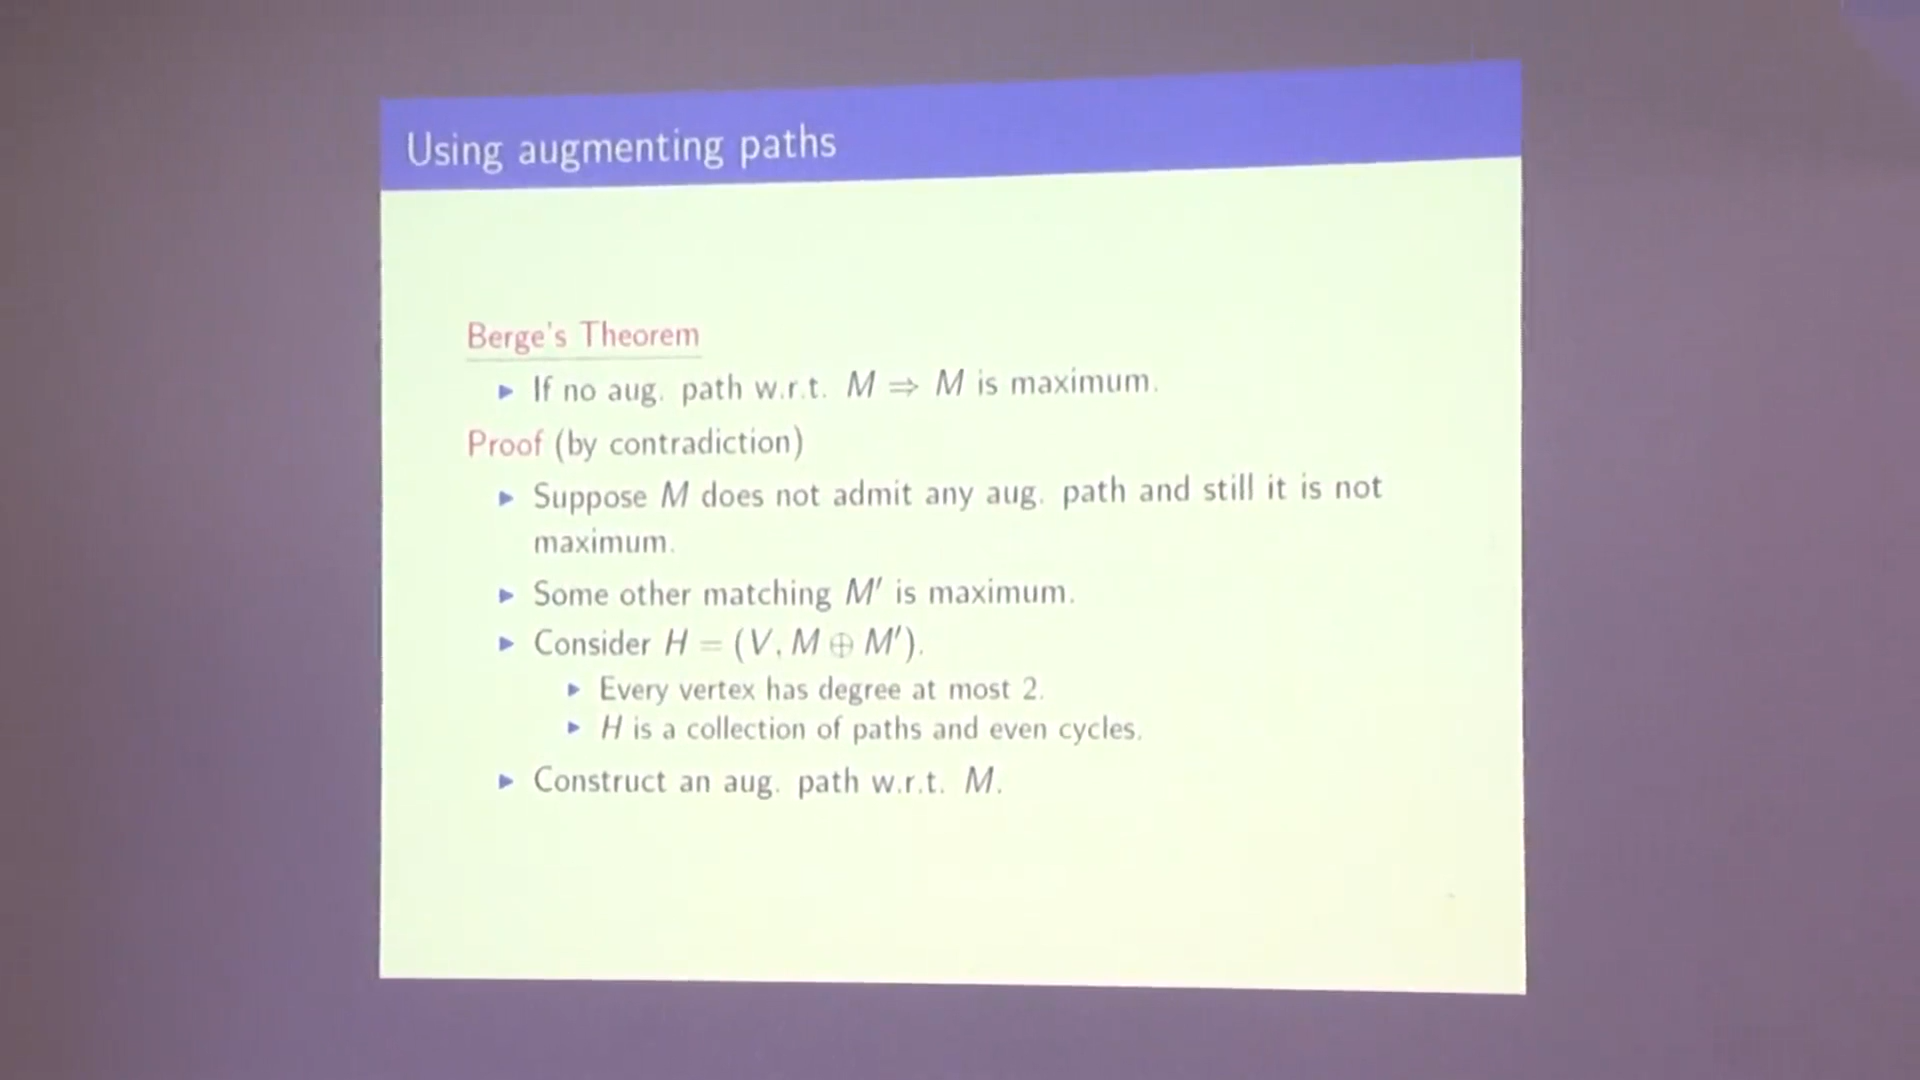 Using augmenting paths
Berge's Theorem
▶ If no aug. path w.r.t. M ⇒ M is maximum.
Proof (by contradiction)
▶ Suppose M does not admit any aug. path and still it is not
maximum.
▶ Some other matching M′ is maximum.
▶ Consider H = (V, M ⊕ M′).
▶ Every vertex has degree at most 2.
▶ H is a collection of paths and even cycles.
▶ Construct an aug. path w.r.t. M.